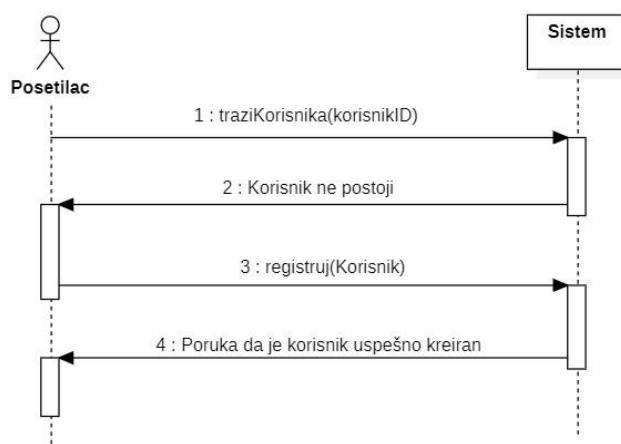 Posetilac
Sistem
1 : traziKorisnika(korisnikID)
2 : Korisnik ne postoji
3 : registruj(Korisnik)
4 : Poruka da je korisnik uspešno kreiran